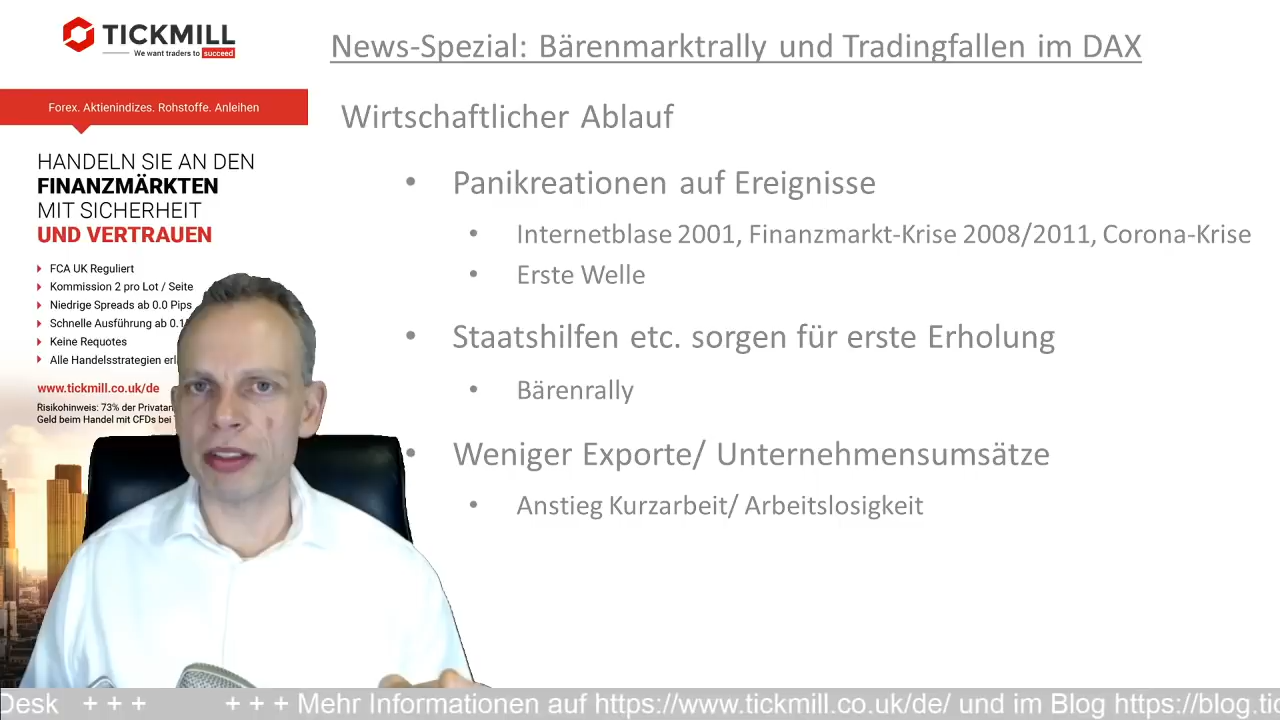 TICKMILL
We want traders to succeed
News-Spezial: Bärenmarktrally und Tradingfallen im DAX
Forex. Aktienindizes. Rohstoffe. Anleihen
HANDELN SIE AN DEN
FINANZMÄRKTEN
MIT SICHERHEIT
UND VERTRAUEN
FCA UK Reguliert
Kommission 2 pro Lot / Seite
Niedrige Spreads ab 0.0 Pips
Schnelle Ausführung ab
Keine Requotes
Alle Handelsstrategien
www.tickmill.co.uk/de
Risikohinweis: 73% der
Geld beim Handel mit CFDs bei
Wirtschaftlicher Ablauf
• Panikreationen auf Ereignisse
• Internetblase 2001, Finanzmarkt-Krise 2008/2011, Corona-Krise
• Erste Welle
• Staatshilfen etc. sorgen für erste Erholung
• Bärenrally
• Weniger Exporte/ Unternehmensumsätze
• Anstieg Kurzarbeit/ Arbeitslosigkeit
Desk + + + + + + Mehr Informationen auf https://www.tickmill.co.uk/de/ und im Blog https://blog.tic